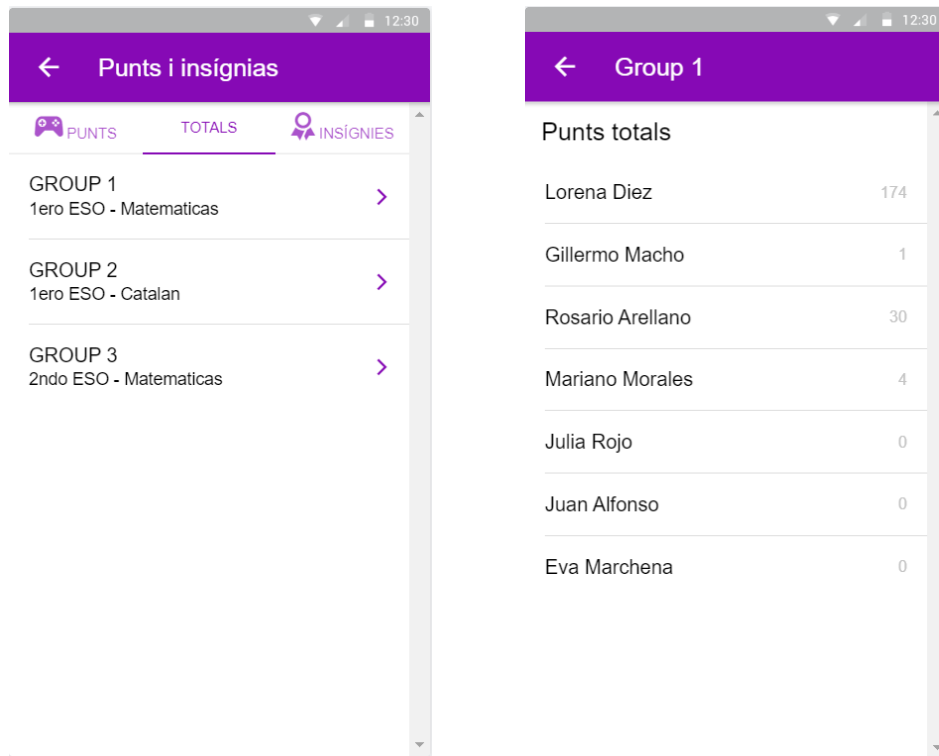 12:30
Punts i insígnias
PUNTS TOTALS INSÍGNIES
GROUP 1
1ero ESO - Matematicas
GROUP 2
1ero ESO - Catalan
GROUP 3
2ndo ESO - Matematicas
12:30
Group 1
Punts totals
Lorena Diez 174
Gillermo Macho 1
Rosario Arellano 30
Mariano Morales 4
Julia Rojo 0
Juan Alfonso 0
Eva Marchena 0